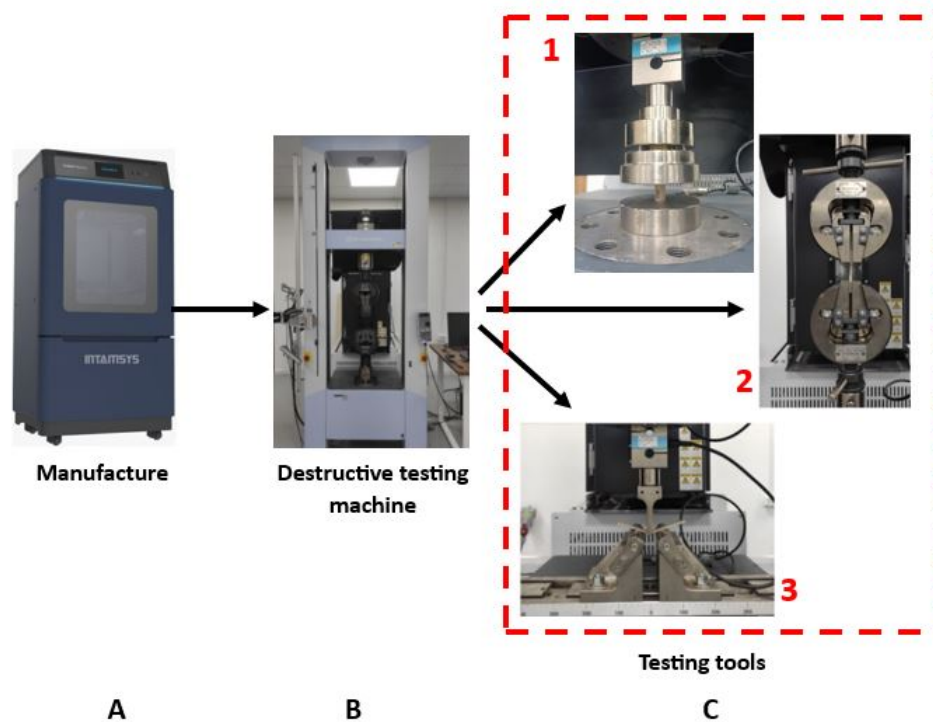 1
INTAMSYS
2
Manufacture
Destructive testing
machine
3
Testing tools
A
B
C